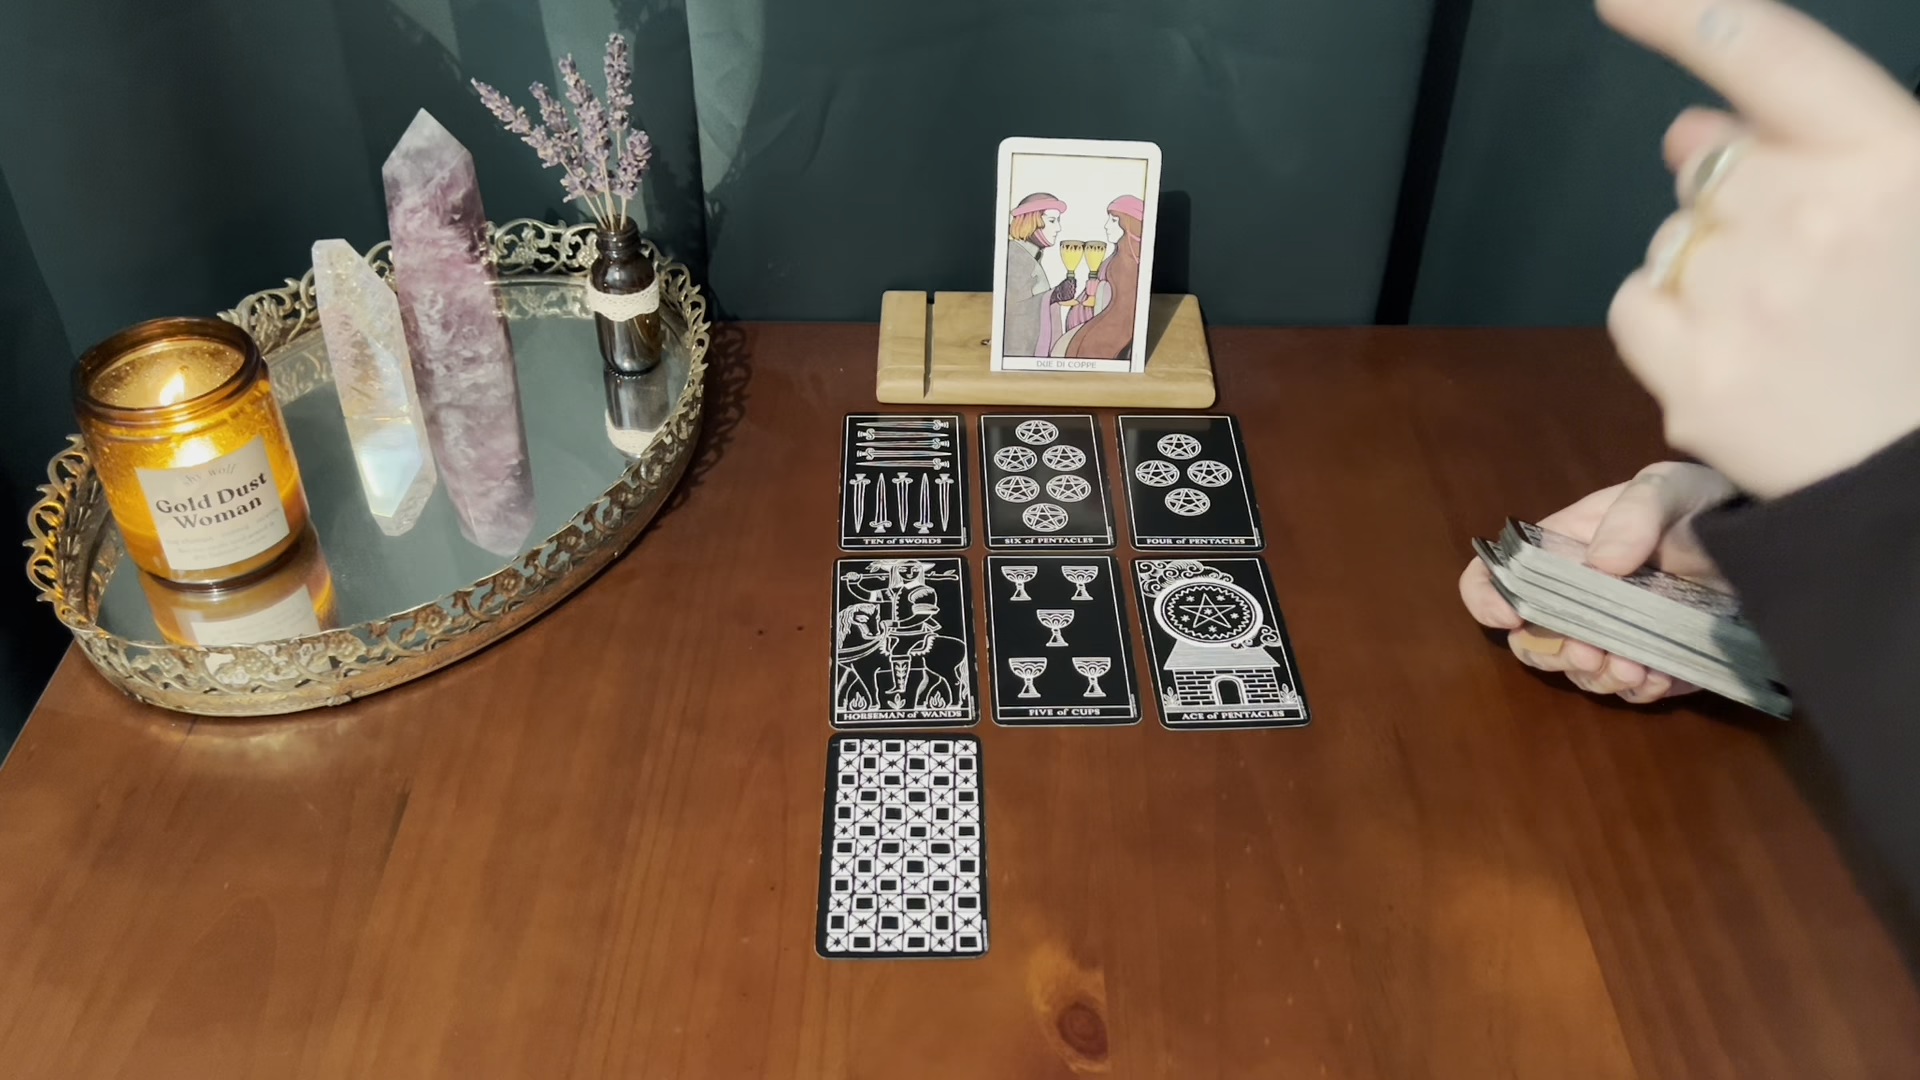 Gold Dust
Woman
DUE DI COPPE
TEN of SWORDS
SIX of PENTACLES
FOUR of PENTACLES
HORSEMAN of WANDS
FIVE of CUPS
ACE of PENTACLES